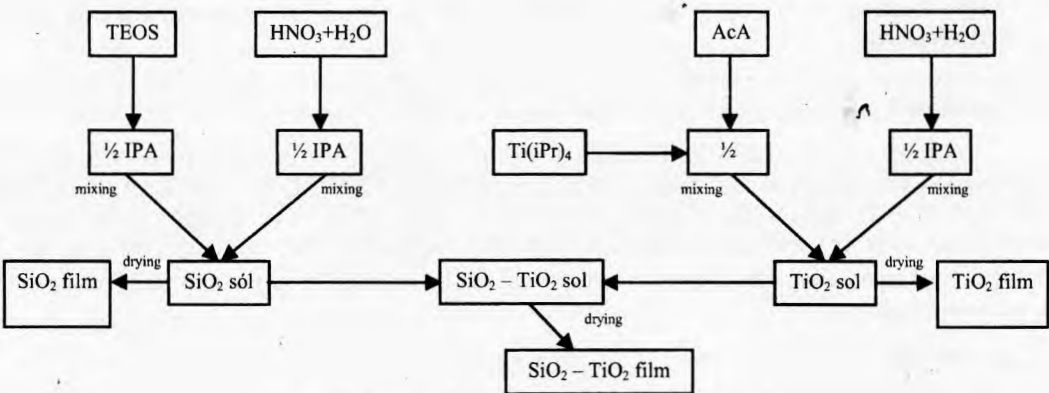 TEOS
HNO₃+H₂O
AcA
HNO₃+H₂O
½ IPA
½ IPA
Ti(iPr)₄
½
½ IPA
mixing
mixing
mixing
mixing
SiO₂ film
drying
SiO₂ sól
SiO₂ – TiO₂ sol
TiO₂ sol
drying
TiO₂ film
drying
SiO₂ – TiO₂ film